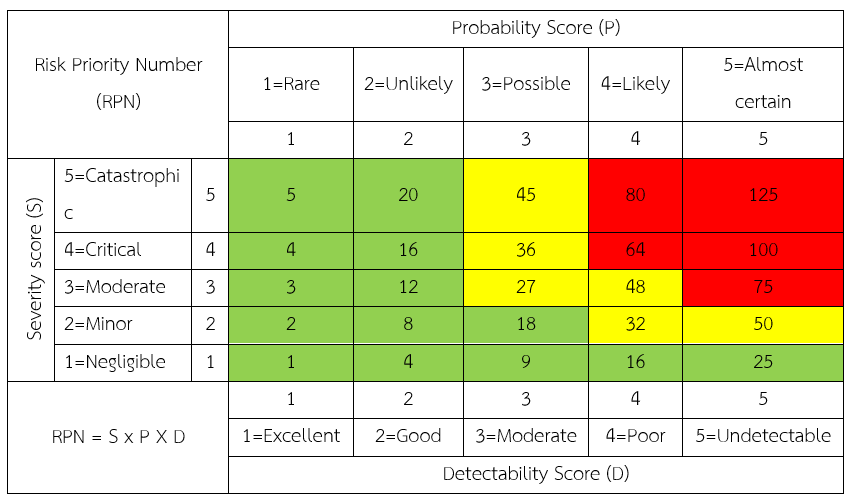 Risk Priority Number
(RPN)
Probability Score (P)
1=Rare
2=Unlikely
3=Possible
4=Likely
5=Almost
certain
1
2
3
4
5
Severity score (S)
5=Catastrophi
c
5
5
20
45
80
125
4=Critical
4
4
16
36
64
100
3=Moderate
3
3
12
27
48
75
2=Minor
2
2
8
18
32
50
1=Negligible
1
1
4
9
16
25
RPN = S x P X D
1
2
3
4
5
1=Excellent
2=Good
3=Moderate
4=Poor
5=Undetectable
Detectability Score (D)